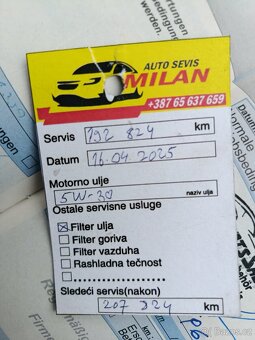 AUTO SEVIS
MILAN
+387 65 637 659
Servis 192 824 km
Datum 16.04 2025
Motorno ulje
5W-30 naziv ulja
Ostale servisne usluge
Filter ulja
Filter goriva
Filter vazduha
Rashladna tečnost
Sledeći servis(nakon)
207 824 km